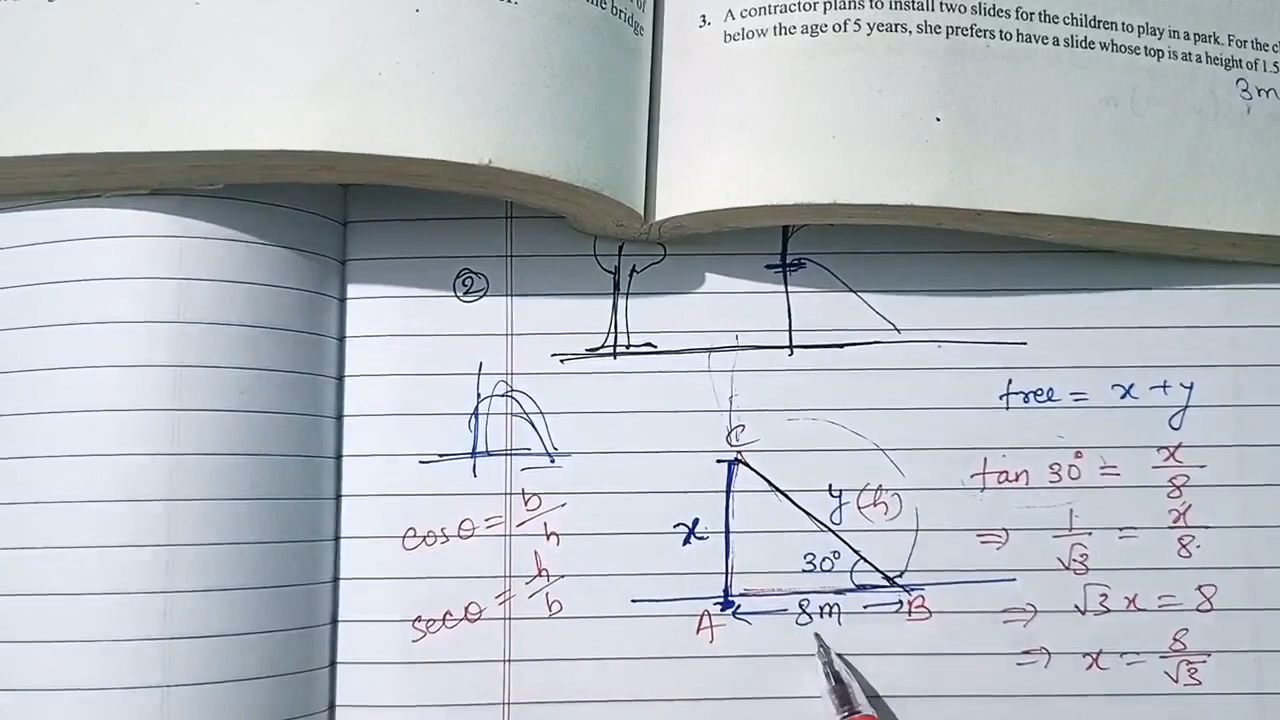 the bridge
3. A contractor plans to install two slides for the children to play in a park. For the
below the age of 5 years, she prefers to have a slide whose top is at a height of 1.5
3m
②
tree = x + y
C
tan 30° = x/8
y (h)
x
cosθ = b/h
⇒ 1/√3 = x/8
30°
secθ = h/b
⇒ √3 x = 8
A ← 8m → B
⇒ x = 8/√3